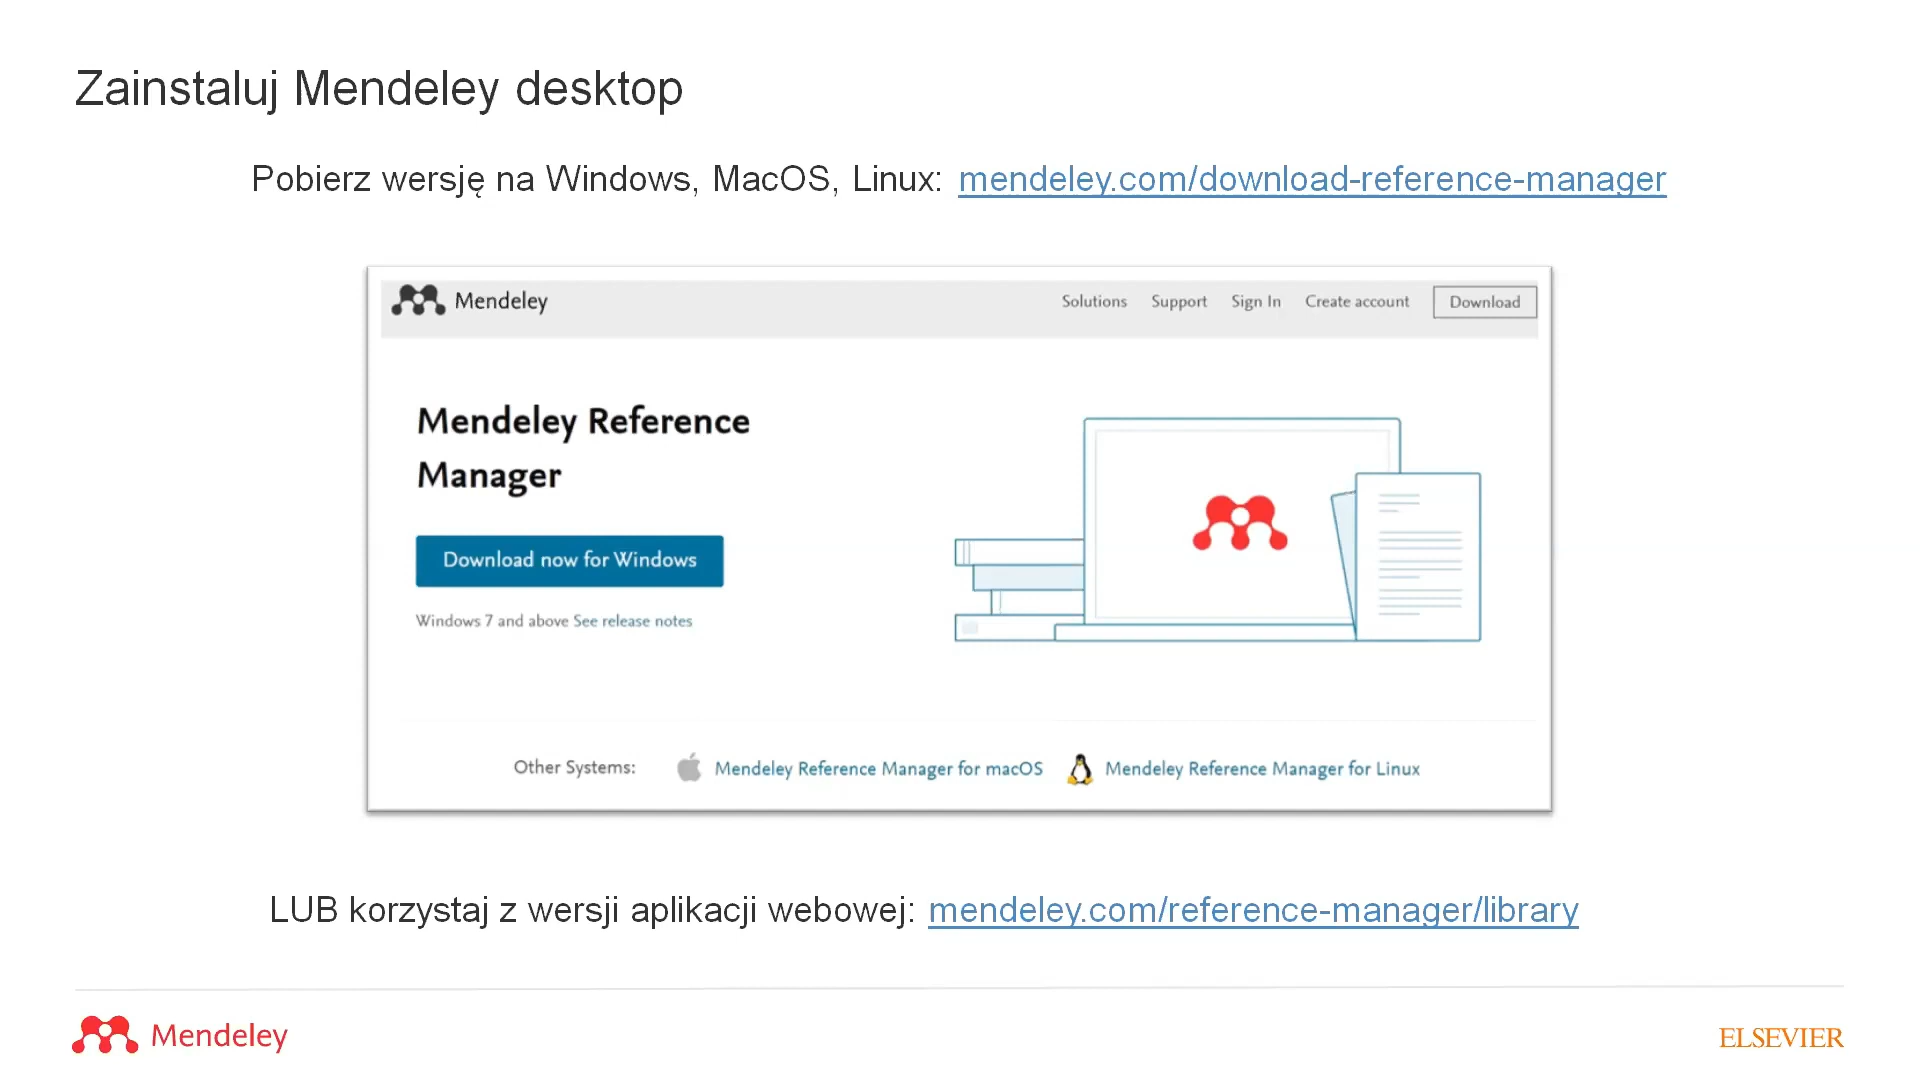 Zainstaluj Mendeley desktop
Pobierz wersję na Windows, MacOS, Linux: mendeley.com/download-reference-manager
Mendeley
Solutions Support Sign In Create account Download
Mendeley Reference
Manager
Download now for Windows
Windows 7 and above See release notes
Other Systems: Mendeley Reference Manager for macOS Mendeley Reference Manager for Linux
LUB korzystaj z wersji aplikacji webowej: mendeley.com/reference-manager/library
Mendeley
ELSEVIER